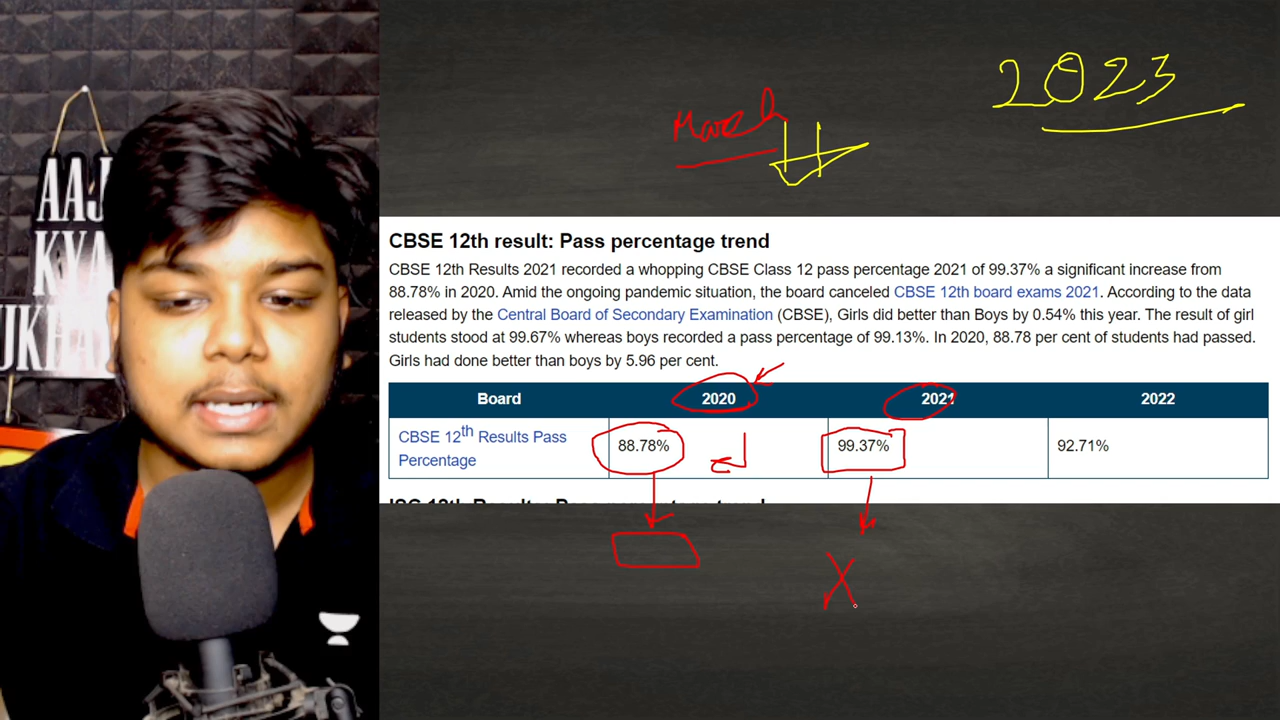 2023
March
AAJ
KYA
UKHA
CBSE 12th result: Pass percentage trend
CBSE 12th Results 2021 recorded a whopping CBSE Class 12 pass percentage 2021 of 99.37% a significant increase from
88.78% in 2020. Amid the ongoing pandemic situation, the board canceled CBSE 12th board exams 2021. According to the data
released by the Central Board of Secondary Examination (CBSE), Girls did better than Boys by 0.54% this year. The result of girl
students stood at 99.67% whereas boys recorded a pass percentage of 99.13%. In 2020, 88.78 per cent of students had passed.
Girls had done better than boys by 5.96 per cent.
Board 2020 2021 2022
CBSE 12th Results Pass
Percentage 88.78% 99.37% 92.71%
X